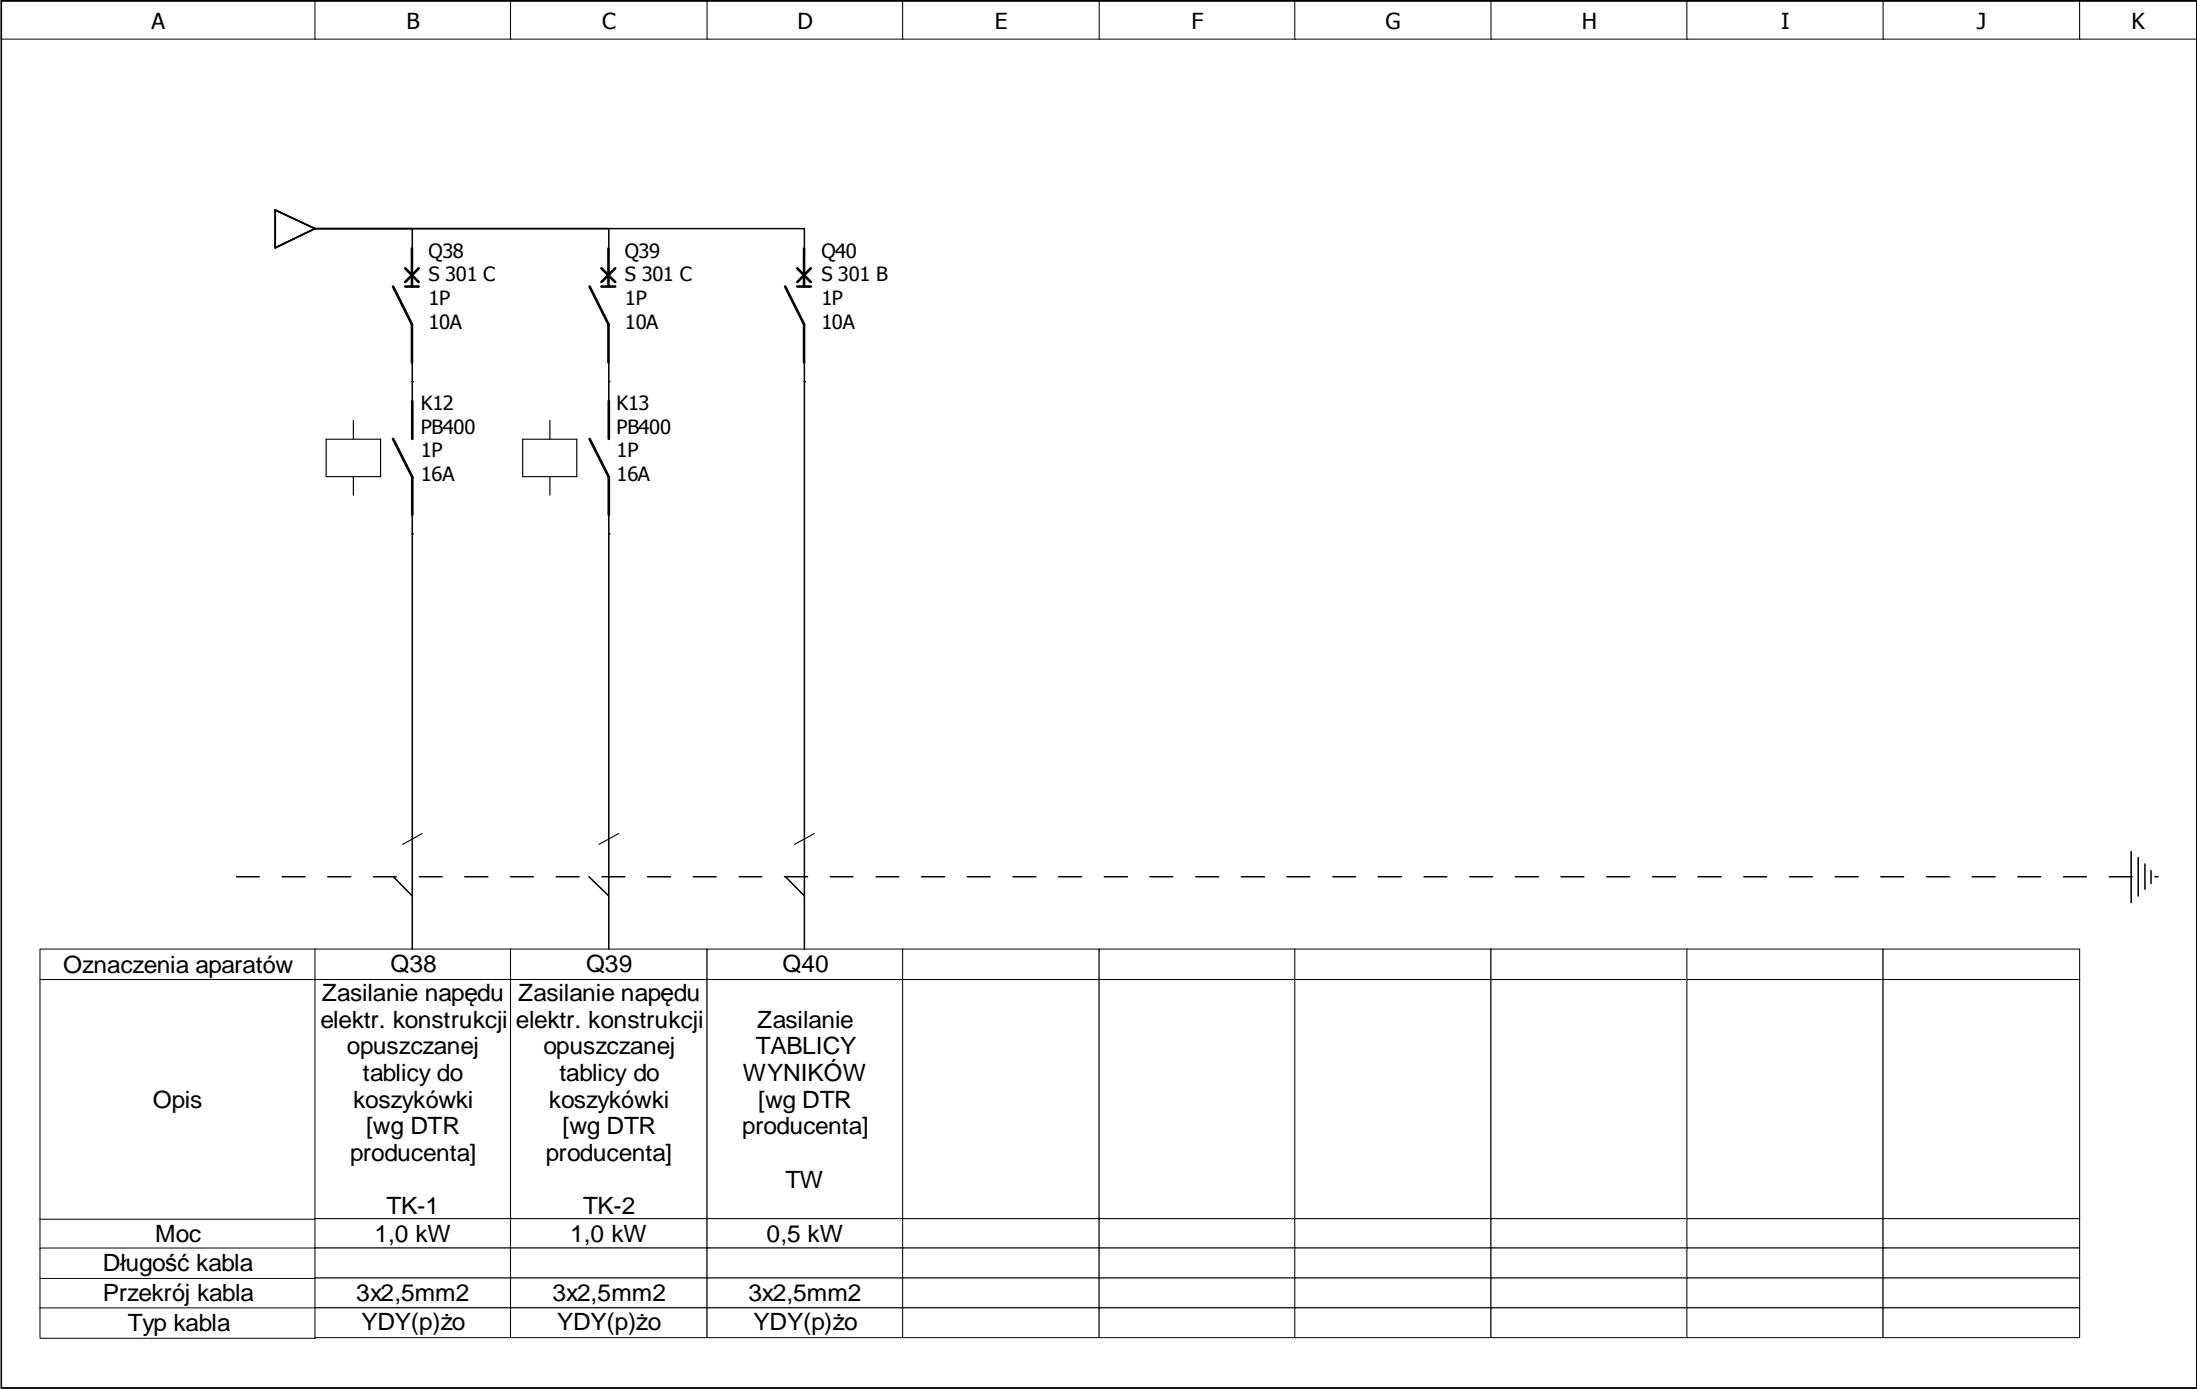 A B C D E F G H I J K
Q38
S 301 C
1P
10A
Q39
S 301 C
1P
10A
Q40
S 301 B
1P
10A
K12
PB400
1P
16A
K13
PB400
1P
16A
Oznaczenia aparatów Q38 Q39 Q40
Opis
Zasilanie napędu
elektr. konstrukcji
opuszczanej
tablicy do
koszykówki
[wg DTR
producenta]
TK-1
Zasilanie napędu
elektr. konstrukcji
opuszczanej
tablicy do
koszykówki
[wg DTR
producenta]
TK-2
Zasilanie
TABLICY
WYNIKÓW
[wg DTR
producenta]
TW
Moc 1,0 kW 1,0 kW 0,5 kW
Długość kabla
Przekrój kabla 3x2,5mm2 3x2,5mm2 3x2,5mm2
Typ kabla YDY(p)żo YDY(p)żo YDY(p)żo